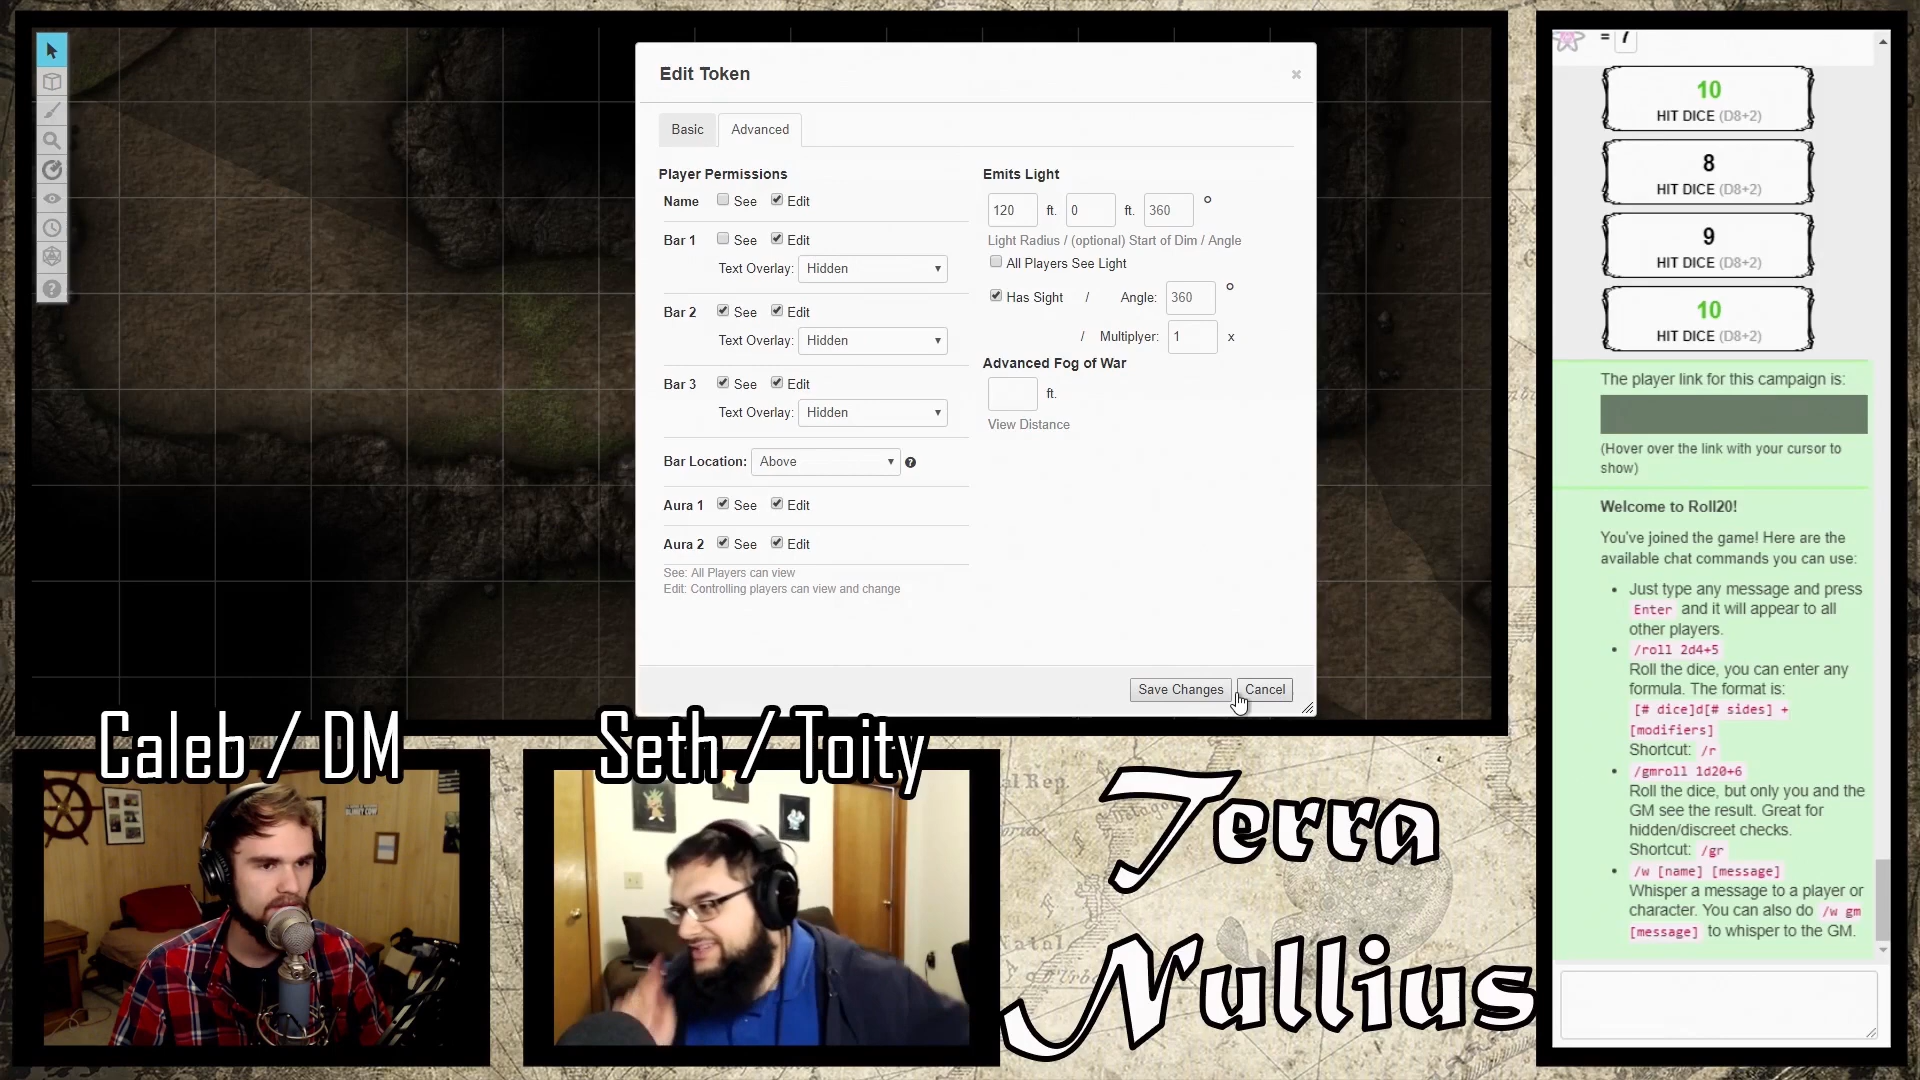 Edit Token
×
Basic
Advanced
Player Permissions
Name See Edit
Bar 1 See Edit
Text Overlay: Hidden
Bar 2 See Edit
Text Overlay: Hidden
Bar 3 See Edit
Text Overlay: Hidden
Bar Location: Above ?
Aura 1 See Edit
Aura 2 See Edit
See: All Players can view
Edit: Controlling players can view and change
Emits Light
120 ft. 0 ft. 360 °
Light Radius / (optional) Start of Dim / Angle
All Players See Light
Has Sight / Angle: 360 °
/ Multiplyer: 1 x
Advanced Fog of War
ft.
View Distance
Save Changes
Cancel
= 7
10
HIT DICE (D8+2)
8
HIT DICE (D8+2)
9
HIT DICE (D8+2)
10
HIT DICE (D8+2)
The player link for this campaign is:
(Hover over the link with your cursor to
show)
Welcome to Roll20!
You've joined the game! Here are the
available chat commands you can use:
Just type any message and press
Enter and it will appear to all
other players.
/roll 2d4+5
Roll the dice, you can enter any
formula. The format is:
[# dice]d[# sides] +
[modifiers]
Shortcut: /r
/gmroll 1d20+6
Roll the dice, but only you and the
GM see the result. Great for
hidden/discreet checks.
Shortcut: /gr
/w [name] [message]
Whisper a message to a player or
character. You can also do /w gm
[message] to whisper to the GM.
Caleb / DM
Seth / Toity
Terra
Nullius